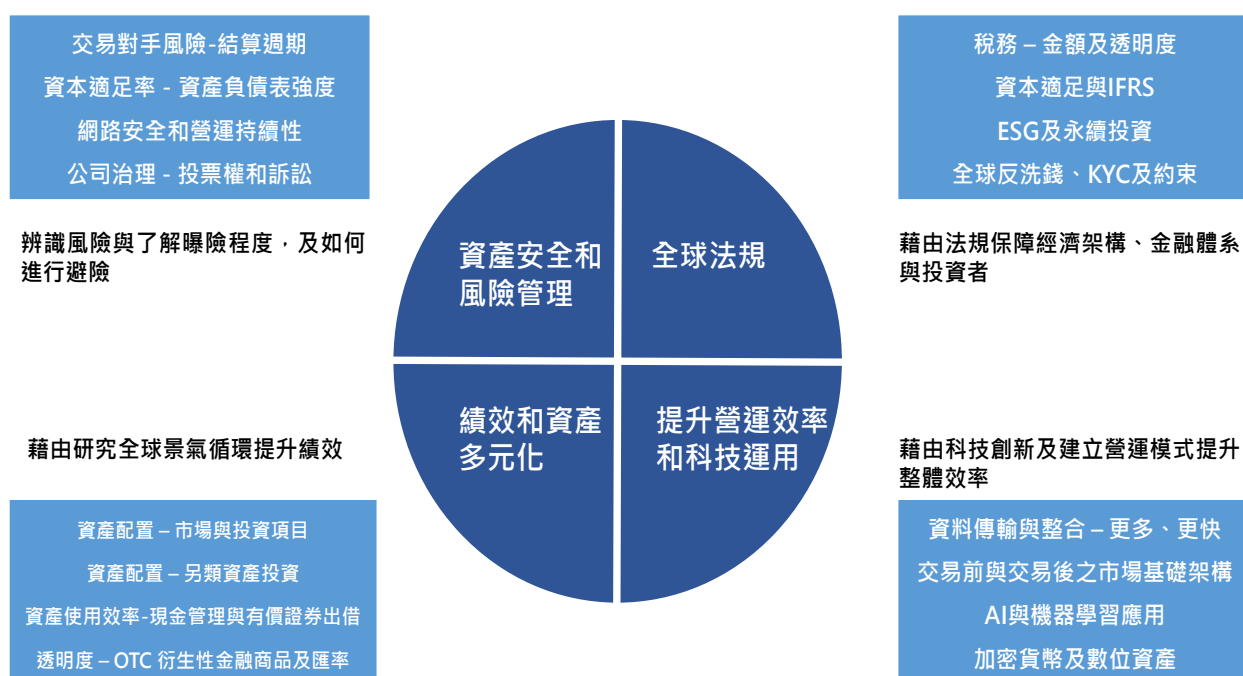 交易對手風險-結算週期
資本適足率 - 資產負債表強度
網路安全和營運持續性
公司治理 - 投票權和訴訟
稅務 – 金額及透明度
資本適足與IFRS
ESG及永續投資
全球反洗錢、KYC及約束
辨識風險與了解曝險程度，及如何
進行避險
資產安全和
風險管理
全球法規
藉由法規保障經濟架構、金融體系
與投資者
藉由研究全球景氣循環提升績效
績效和資產
多元化
提升營運效率
和科技運用
藉由科技創新及建立營運模式提升
整體效率
資產配置 – 市場與投資項目
資產配置 – 另類資產投資
資產使用效率-現金管理與有價證券出借
透明度 – OTC 衍生性金融商品及匯率
資料傳輸與整合 – 更多、更快
交易前與交易後之市場基礎架構
AI與機器學習應用
加密貨幣及數位資產